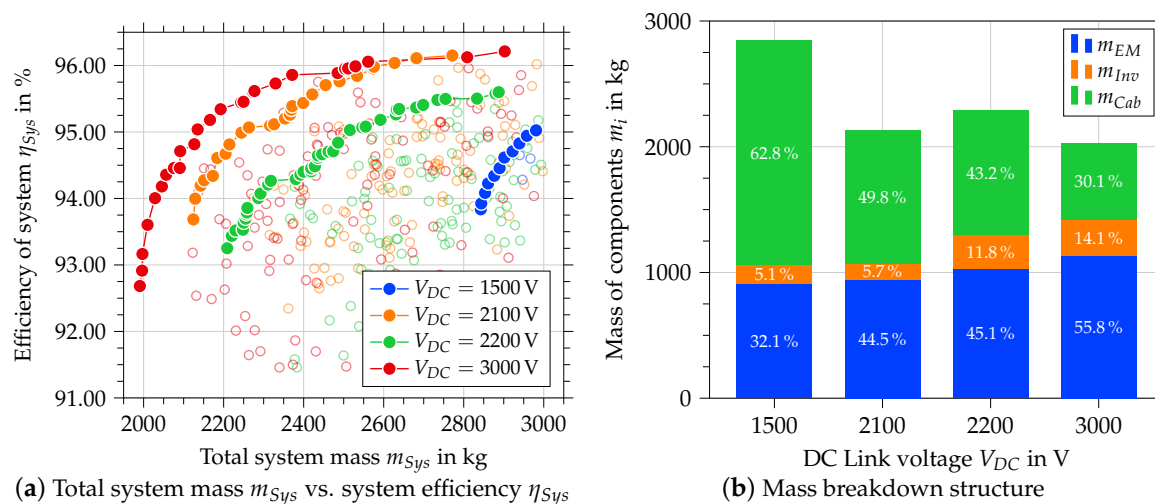 96.00
95.00
94.00
93.00
92.00
91.00
Efficiency of system η_Sys in %
V_DC = 1500 V
V_DC = 2100 V
V_DC = 2200 V
V_DC = 3000 V
2000 2200 2400 2600 2800 3000
Total system mass m_Sys in kg
(a) Total system mass m_Sys vs. system efficiency η_Sys
3000
2000
1000
0
Mass of components m_i in kg
m_EM
m_Inv
m_Cab
62.8 % 49.8 % 43.2 % 30.1 %
5.1 % 5.7 % 11.8 % 14.1 %
32.1 % 44.5 % 45.1 % 55.8 %
1500 2100 2200 3000
DC Link voltage V_DC in V
(b) Mass breakdown structure